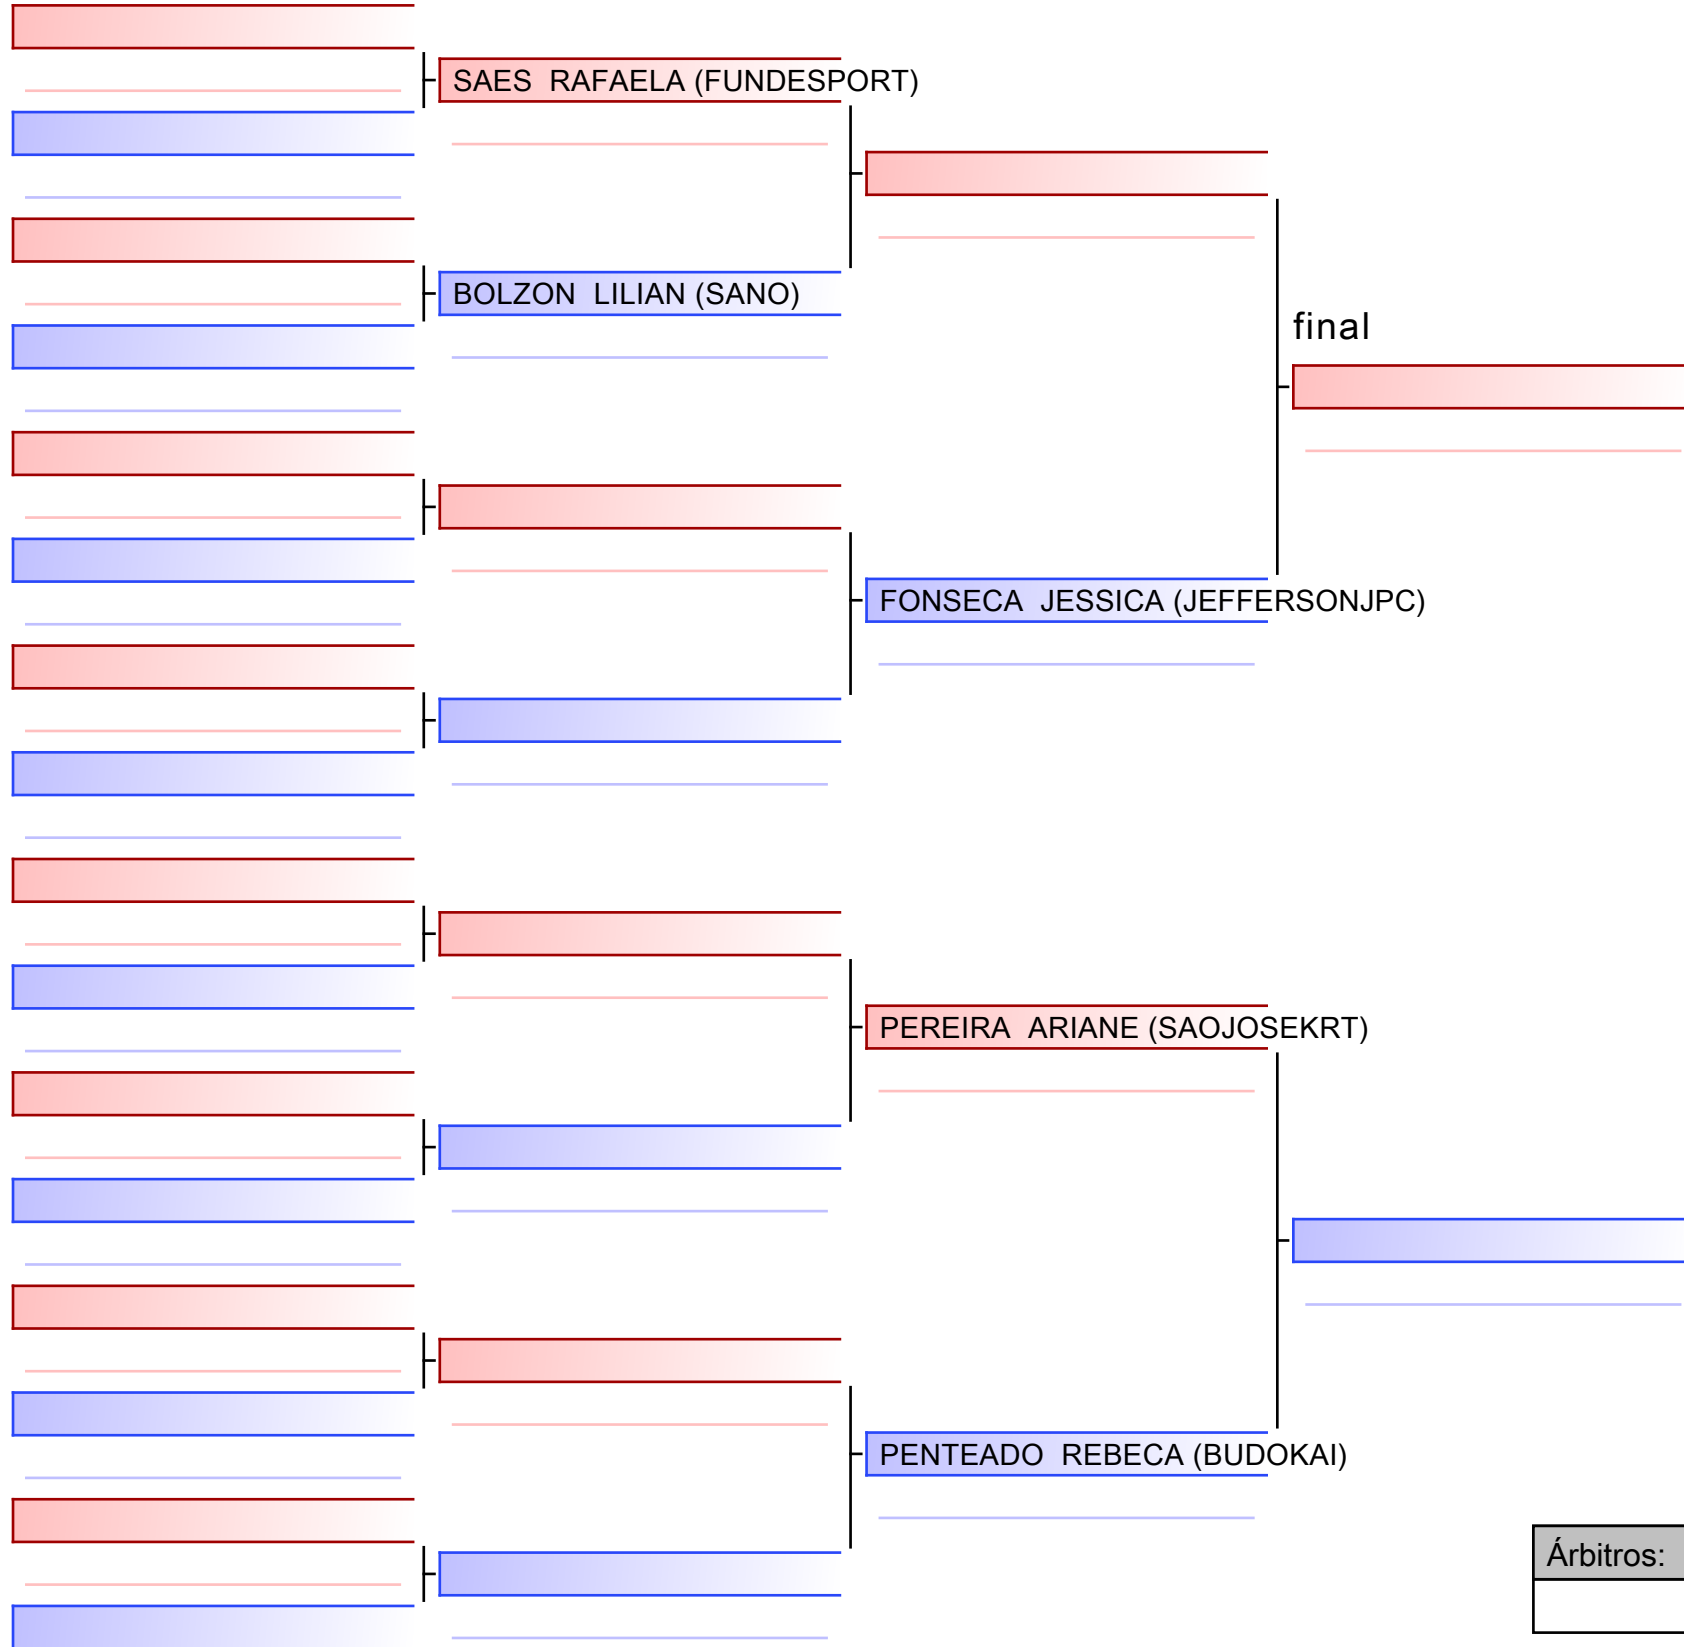 SAES  RAFAELA (FUNDESPORT)
BOLZON  LILIAN (SANO)
final
FONSECA  JESSICA (JEFFERSONJPC)
PEREIRA  ARIANE (SAOJOSEKRT)
PENTEADO  REBECA (BUDOKAI)
Árbitros: